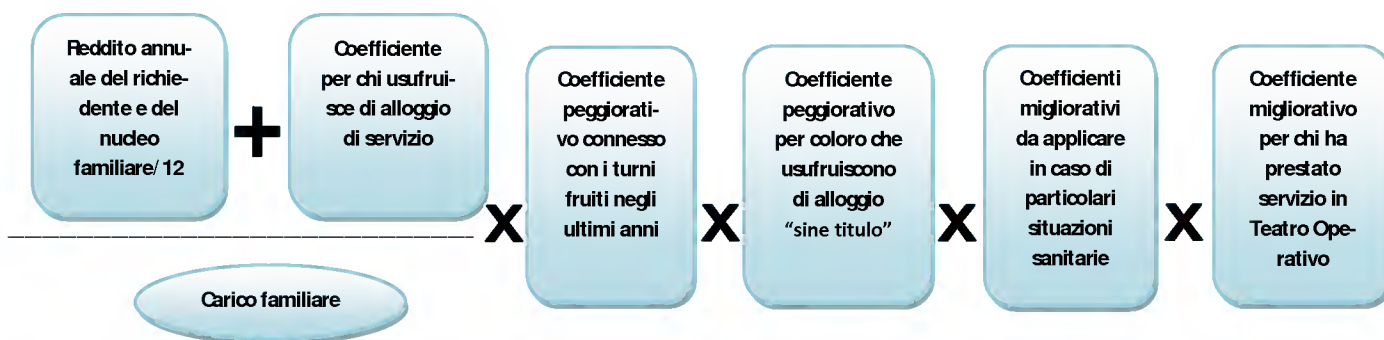 Reddito annu-
ale del richie-
dente e del
nucleo
familiare/ 12
+
Coefficiente
per chi usufrui-
sce di alloggio
di servizio
Carico familiare
X
Coefficiente
peggiorati-
vo connesso
con i turni
fruiti negli
ultimi anni
X
Coefficiente
peggiorativo
per coloro che
usufruiscono
di alloggio
“sine titulo”
X
Coefficienti
migliorativi
da applicare
in caso di
particolari
situazioni
sanitarie
X
Coefficiente
migliorativo
per chi ha
prestato
servizio in
Teatro Ope-
rativo